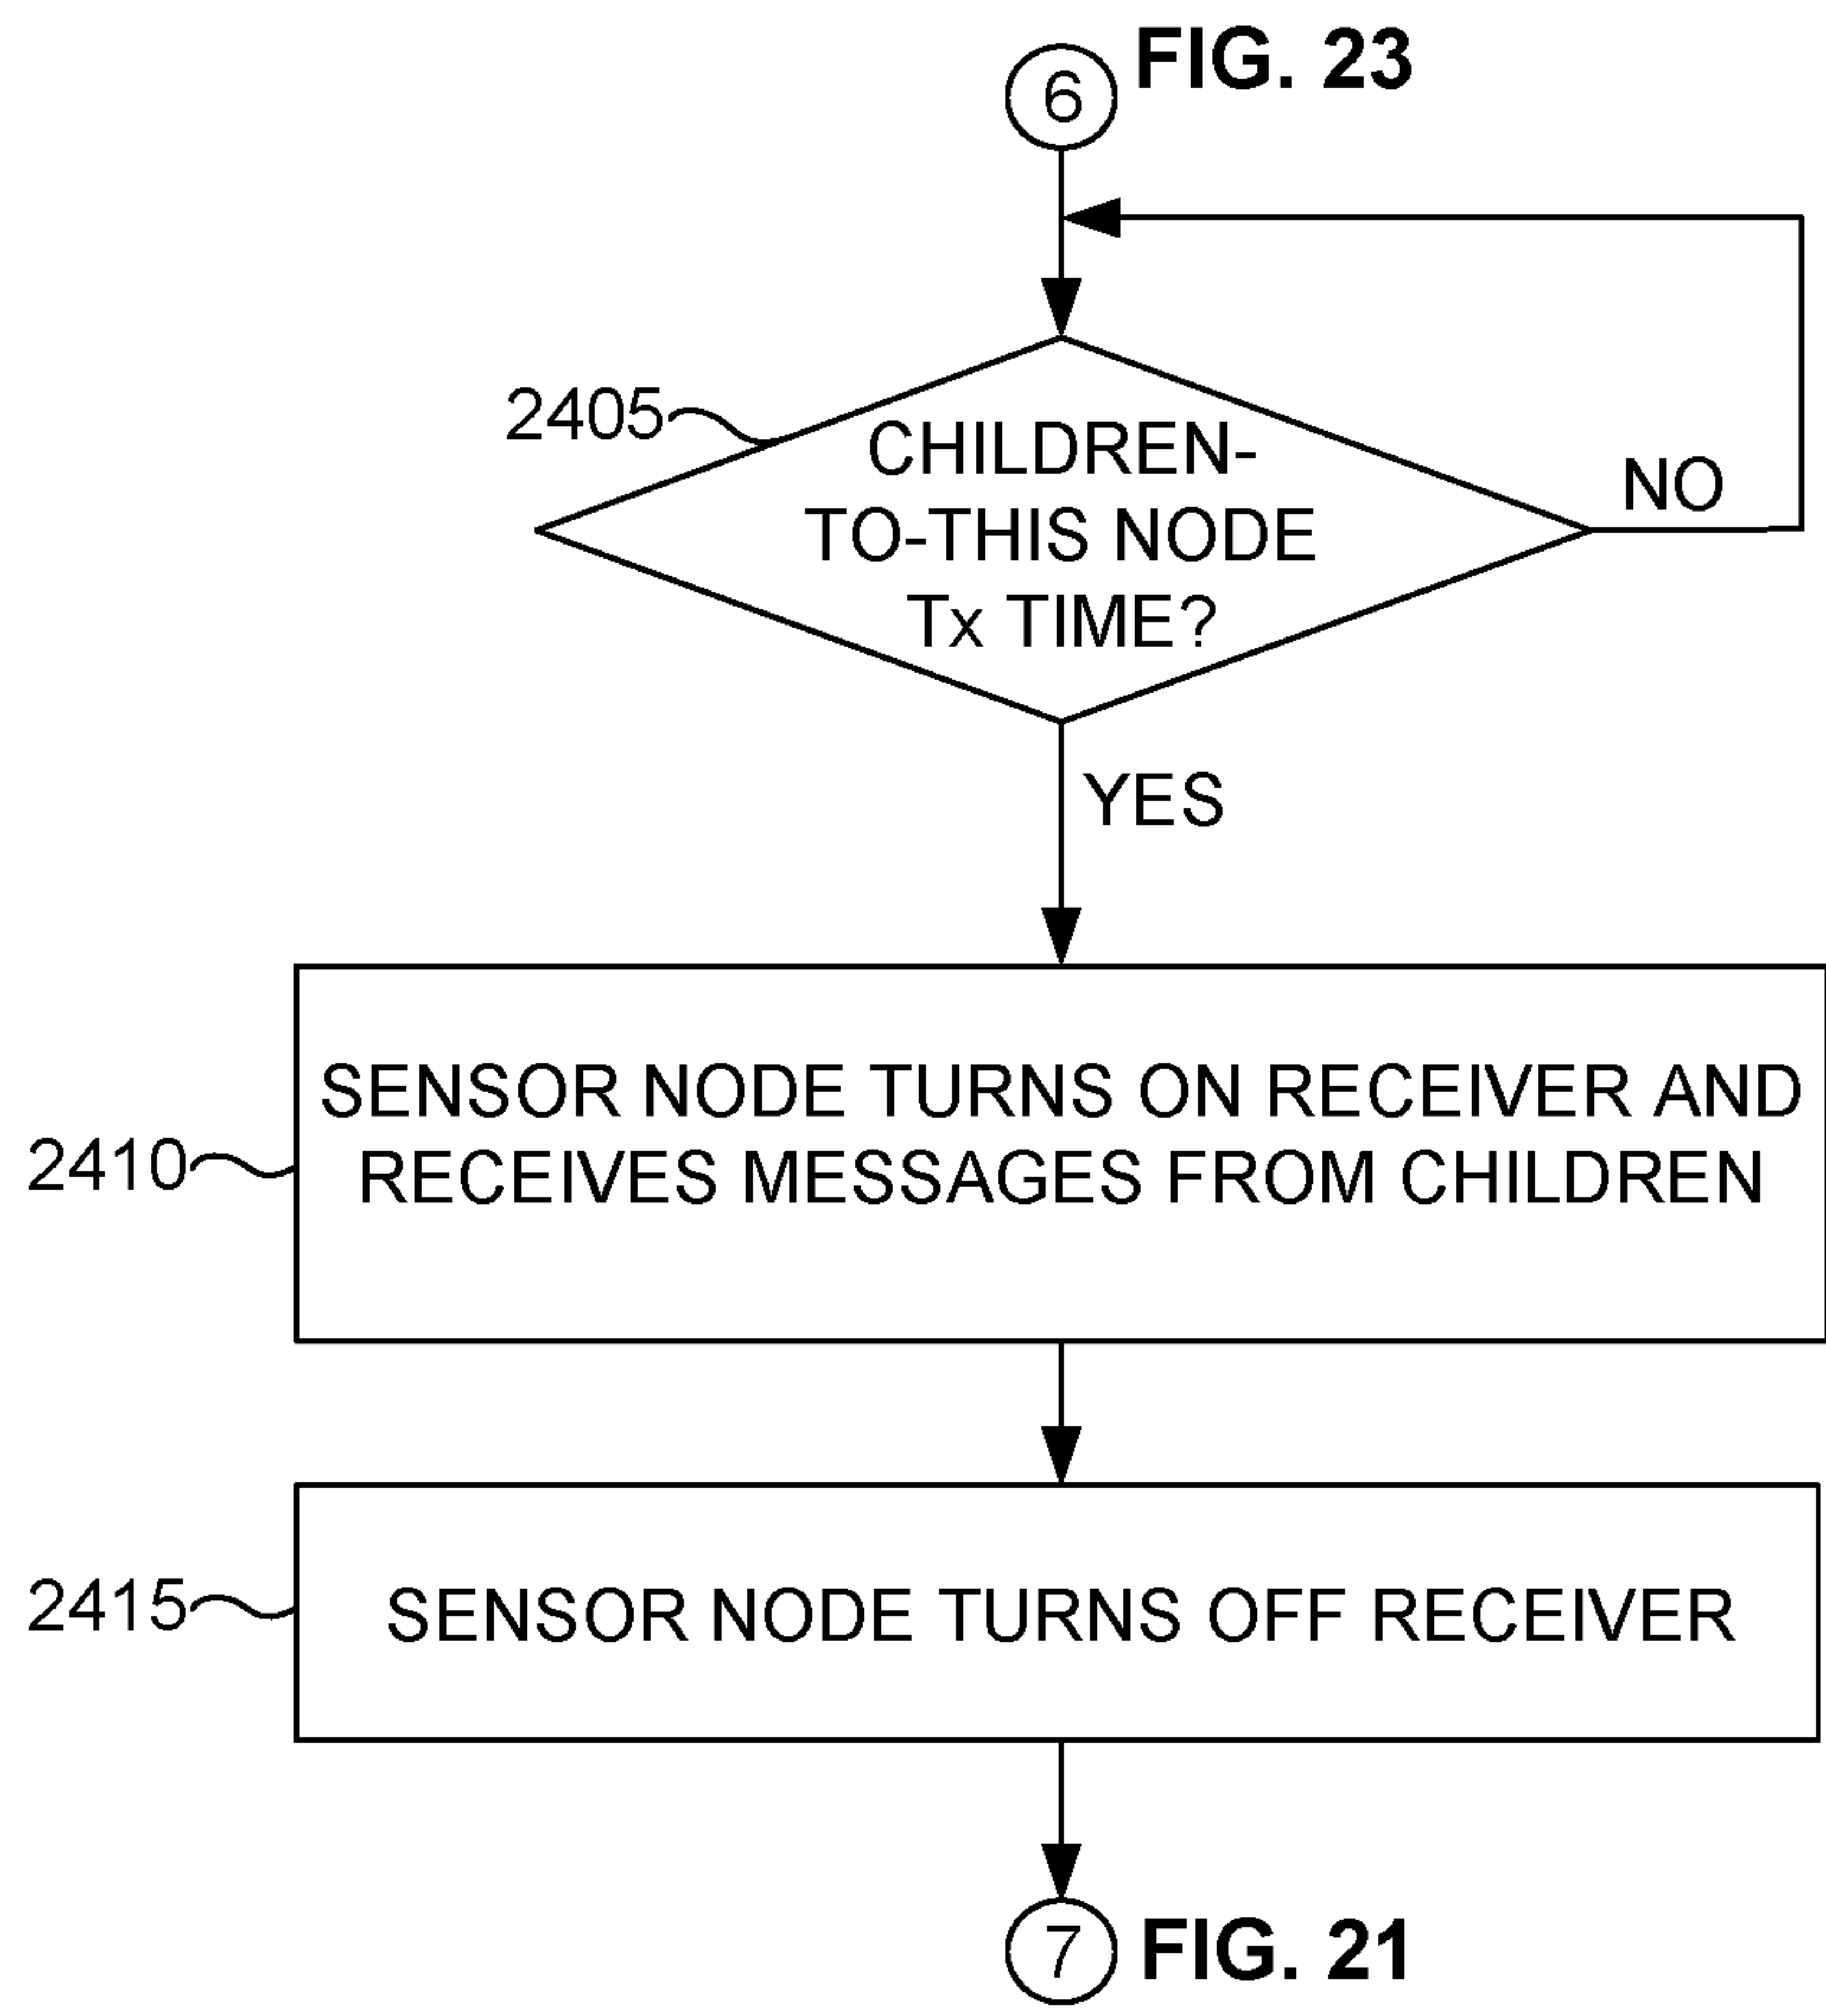 FIG. 23
6
2405
CHILDREN-
TO-THIS NODE
Tx TIME?
NO
YES
SENSOR NODE TURNS ON RECEIVER AND
RECEIVES MESSAGES FROM CHILDREN
2410
2415
SENSOR NODE TURNS OFF RECEIVER
7
FIG. 21